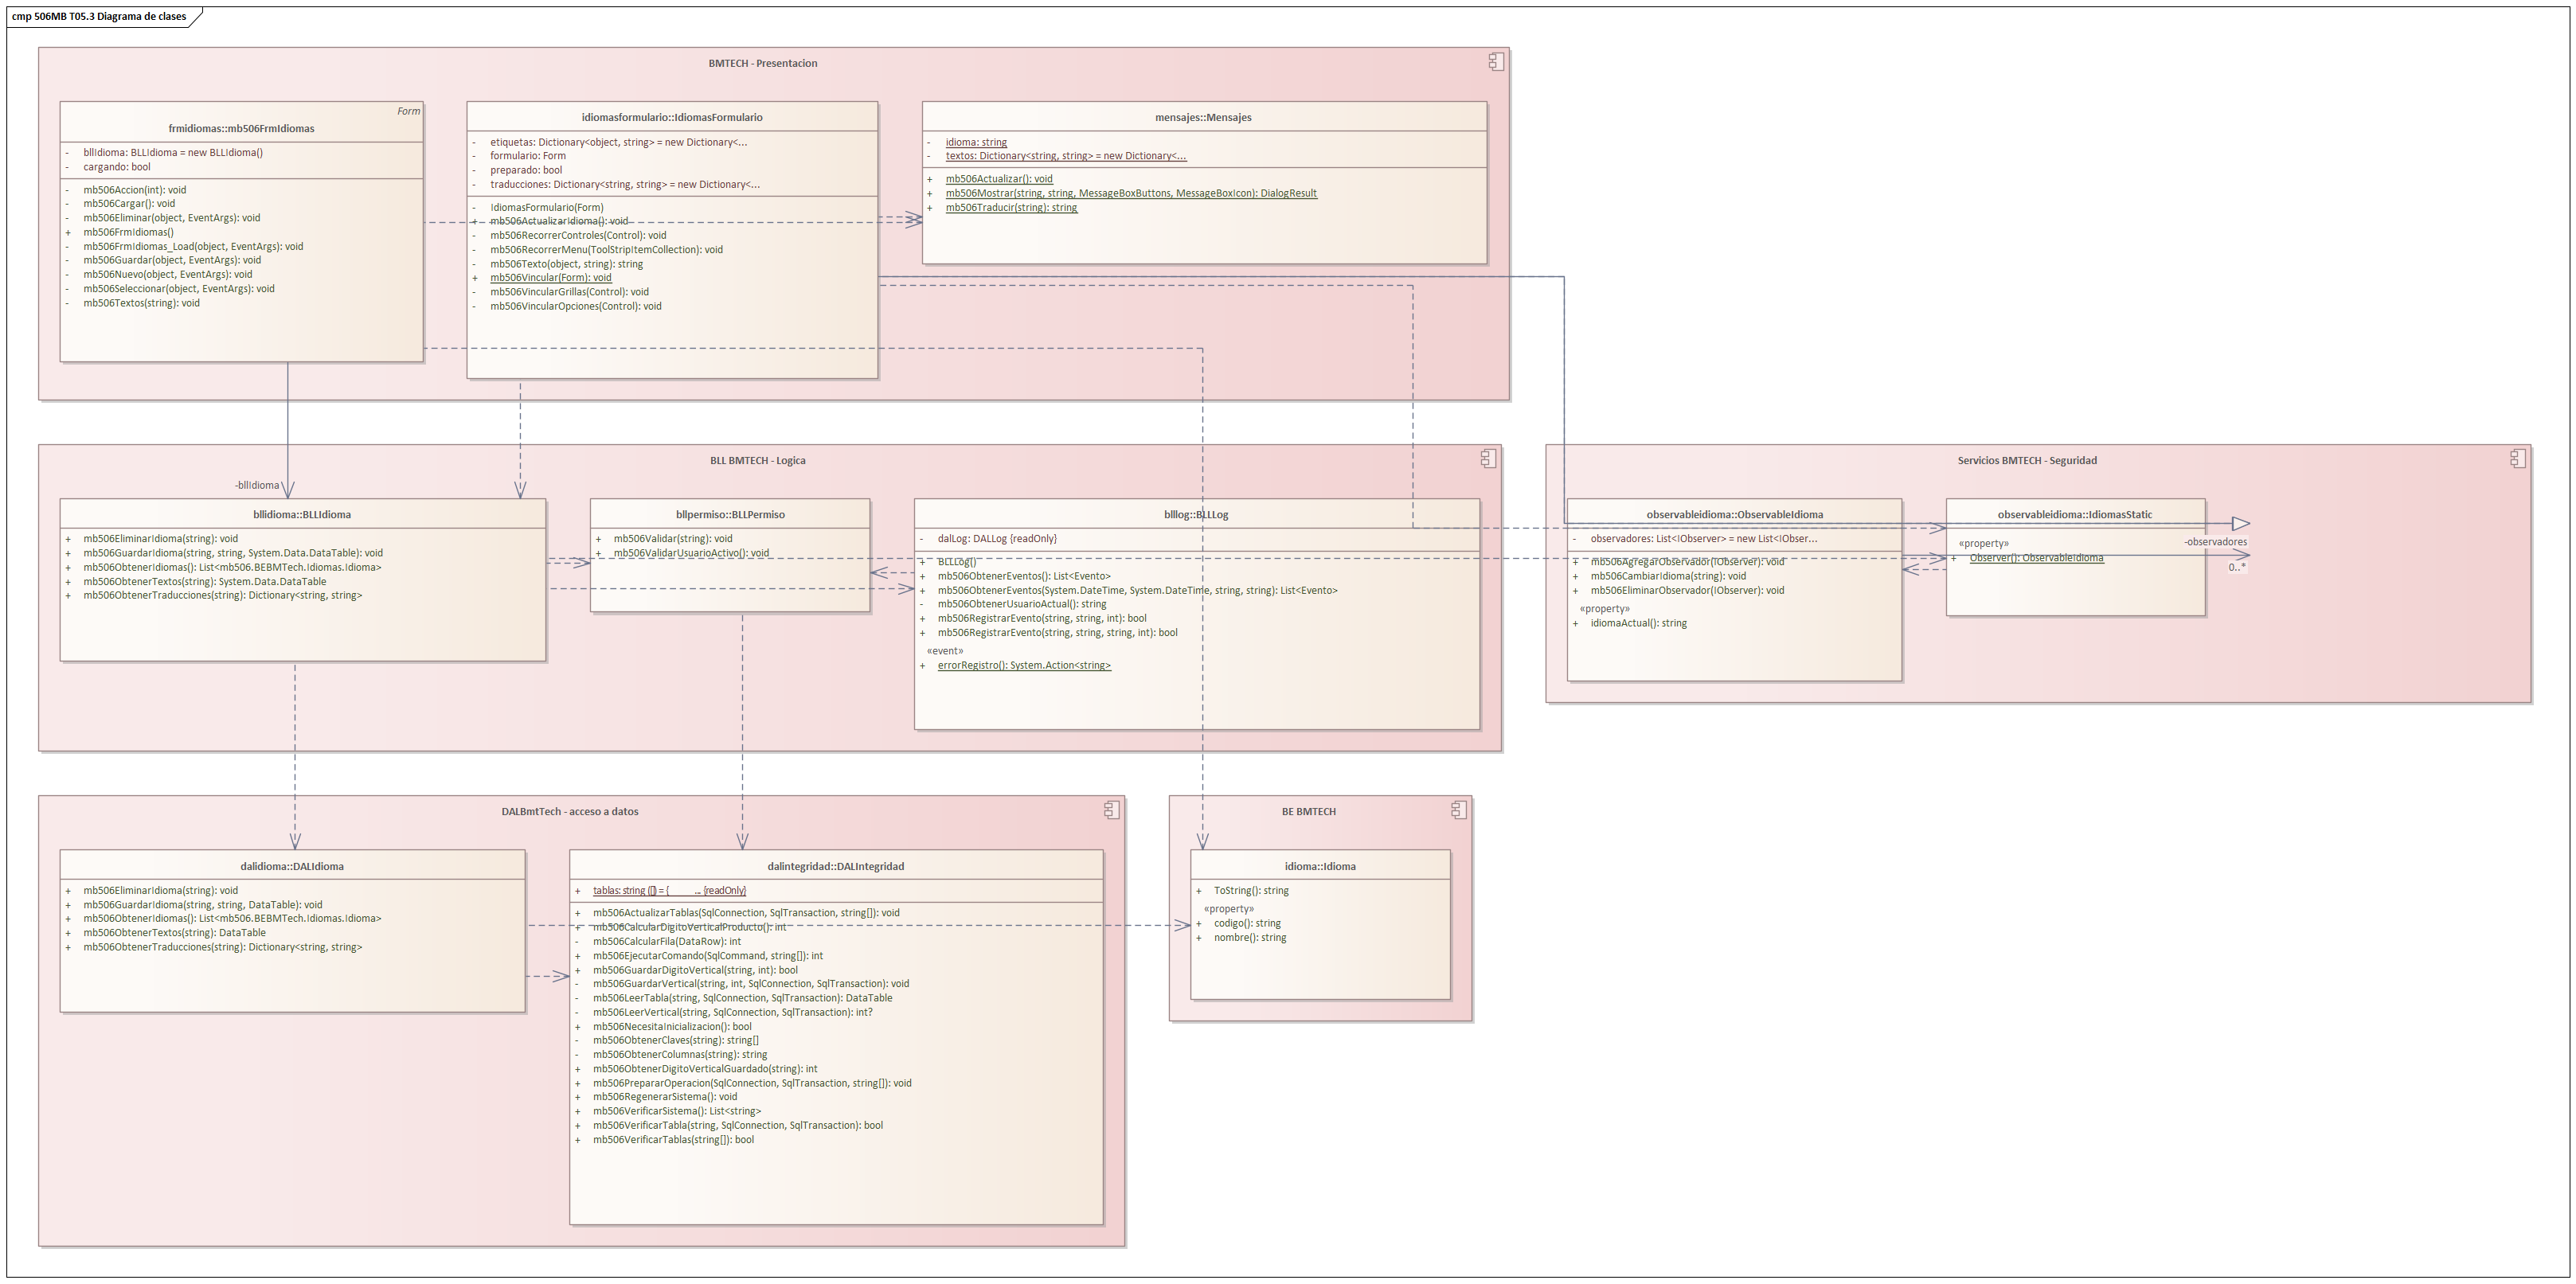 cmp 506MB T05.3 Diagrama de clases
BMTECH - Presentacion
Form
frmidiomas::mb506FrmIdiomas
- bllIdioma: BLLIdioma = new BLLIdioma()
- cargando: bool
- mb506Accion(int): void
- mb506Cargar(): void
- mb506Eliminar(object, EventArgs): void
+ mb506FrmIdiomas()
- mb506FrmIdiomas_Load(object, EventArgs): void
- mb506Guardar(object, EventArgs): void
- mb506Nuevo(object, EventArgs): void
- mb506Seleccionar(object, EventArgs): void
- mb506Textos(string): void
idiomasformulario::IdiomasFormulario
- etiquetas: Dictionary<object, string> = new Dictionary<...
- formulario: Form
- preparado: bool
- traducciones: Dictionary<string, string> = new Dictionary<...
- IdiomasFormulario(Form)
+ mb506ActualizarIdioma(): void
- mb506RecorrerControles(Control): void
- mb506RecorrerMenu(ToolStripItemCollection): void
- mb506Texto(object, string): string
+ mb506Vincular(Form): void
- mb506VincularGrillas(Control): void
- mb506VincularOpciones(Control): void
mensajes::Mensajes
- idioma: string
- textos: Dictionary<string, string> = new Dictionary<...
+ mb506Actualizar(): void
+ mb506Mostrar(string, string, MessageBoxButtons, MessageBoxIcon): DialogResult
+ mb506Traducir(string): string
BLL BMTECH - Logica
-bllIdioma
bllidioma::BLLIdioma
+ mb506EliminarIdioma(string): void
+ mb506GuardarIdioma(string, string, System.Data.DataTable): void
+ mb506ObtenerIdiomas(): List<mb506.BEBMTech.Idiomas.Idioma>
+ mb506ObtenerTextos(string): System.Data.DataTable
+ mb506ObtenerTraducciones(string): Dictionary<string, string>
bllpermiso::BLLPermiso
+ mb506Validar(string): void
+ mb506ValidarUsuarioActivo(): void
blllog::BLLLog
- dalLog: DALLog {readOnly}
+ BLLLog()
+ mb506ObtenerEventos(): List<Evento>
+ mb506ObtenerEventos(System.DateTime, System.DateTime, string, string): List<Evento>
- mb506ObtenerUsuarioActual(): string
+ mb506RegistrarEvento(string, string, int): bool
+ mb506RegistrarEvento(string, string, string, int): bool
«event»
+ errorRegistro(): System.Action<string>
Servicios BMTECH - Seguridad
observableidioma::ObservableIdioma
- observadores: List<IObserver> = new List<IObser...
+ mb506AgregarObservador(IObserver): void
+ mb506CambiarIdioma(string): void
+ mb506EliminarObservador(IObserver): void
«property»
+ idiomaActual(): string
observableidioma::IdiomasStatic
«property»
+ Observer(): ObservableIdioma
-observadores
0..*
DALBmtTech - acceso a datos
dalidioma::DALIdioma
+ mb506EliminarIdioma(string): void
+ mb506GuardarIdioma(string, string, DataTable): void
+ mb506ObtenerIdiomas(): List<mb506.BEBMTech.Idiomas.Idioma>
+ mb506ObtenerTextos(string): DataTable
+ mb506ObtenerTraducciones(string): Dictionary<string, string>
dalintegridad::DALIntegridad
+ tablas: string ([]) = { ... {readOnly}
+ mb506ActualizarTablas(SqlConnection, SqlTransaction, string[]): void
+ mb506CalcularDigitoVerticalProducto(): int
- mb506CalcularFila(DataRow): int
+ mb506EjecutarComando(SqlCommand, string[]): int
+ mb506GuardarDigitoVertical(string, int): bool
- mb506GuardarVertical(string, int, SqlConnection, SqlTransaction): void
- mb506LeerTabla(string, SqlConnection, SqlTransaction): DataTable
- mb506LeerVertical(string, SqlConnection, SqlTransaction): int?
+ mb506NecesitaInicializacion(): bool
- mb506ObtenerClaves(string): string[]
- mb506ObtenerColumnas(string): string
+ mb506ObtenerDigitoVerticalGuardado(string): int
+ mb506PrepararOperacion(SqlConnection, SqlTransaction, string[]): void
+ mb506RegenerarSistema(): void
+ mb506VerificarSistema(): List<string>
+ mb506VerificarTabla(string, SqlConnection, SqlTransaction): bool
+ mb506VerificarTablas(string[]): bool
BE BMTECH
idioma::Idioma
+ ToString(): string
«property»
+ codigo(): string
+ nombre(): string